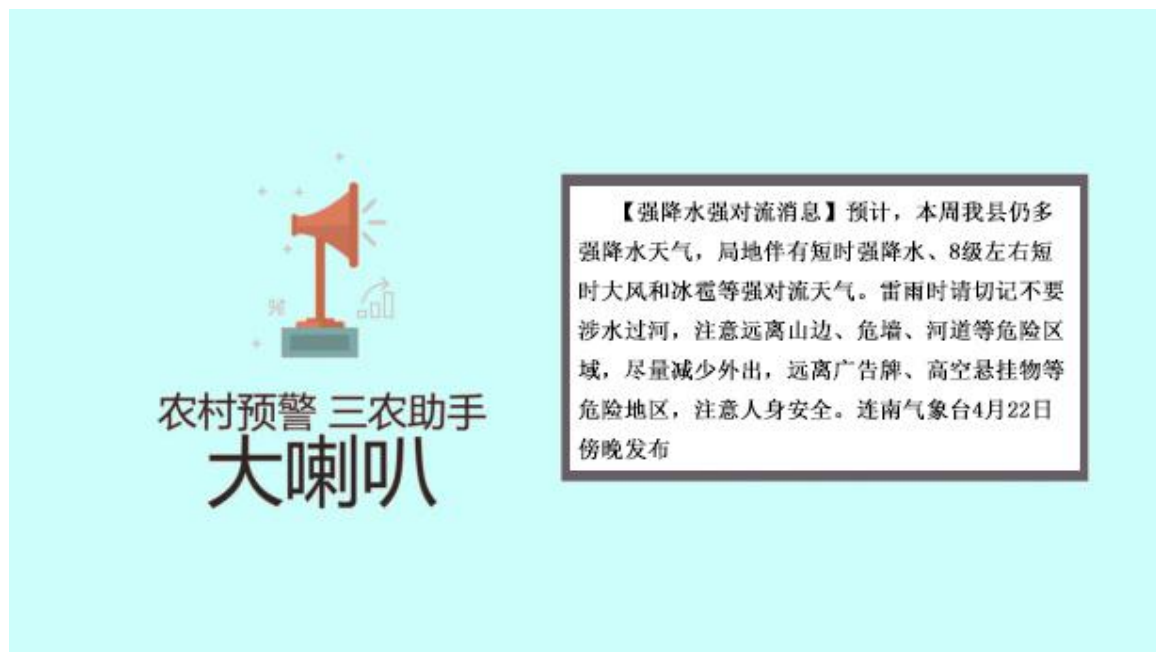 农村预警 三农助手
大喇叭
【强降水强对流消息】预计，本周我县仍多
强降水天气，局地伴有短时强降水、8级左右短
时大风和冰雹等强对流天气。雷雨时请切记不要
涉水过河，注意远离山边、危墙、河道等危险区
域，尽量减少外出，远离广告牌、高空悬挂物等
危险地区，注意人身安全。连南气象台4月22日
傍晚发布